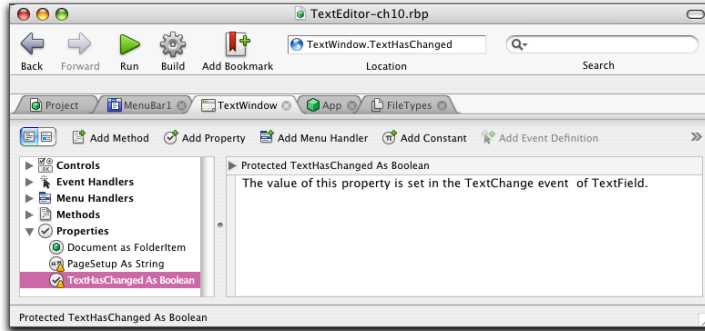 TextEditor-ch10.rbp
TextWindow.TextHasChanged
Back Forward Run Build Add Bookmark Location Search
Project MenuBar1 TextWindow App FileTypes
Add Method Add Property Add Menu Handler Add Constant Add Event Definition
Controls
Event Handlers
Menu Handlers
Methods
Properties
Document as FolderItem
PageSetup As String
TextHasChanged As Boolean
Protected TextHasChanged As Boolean
The value of this property is set in the TextChange event of TextField.
Protected TextHasChanged As Boolean